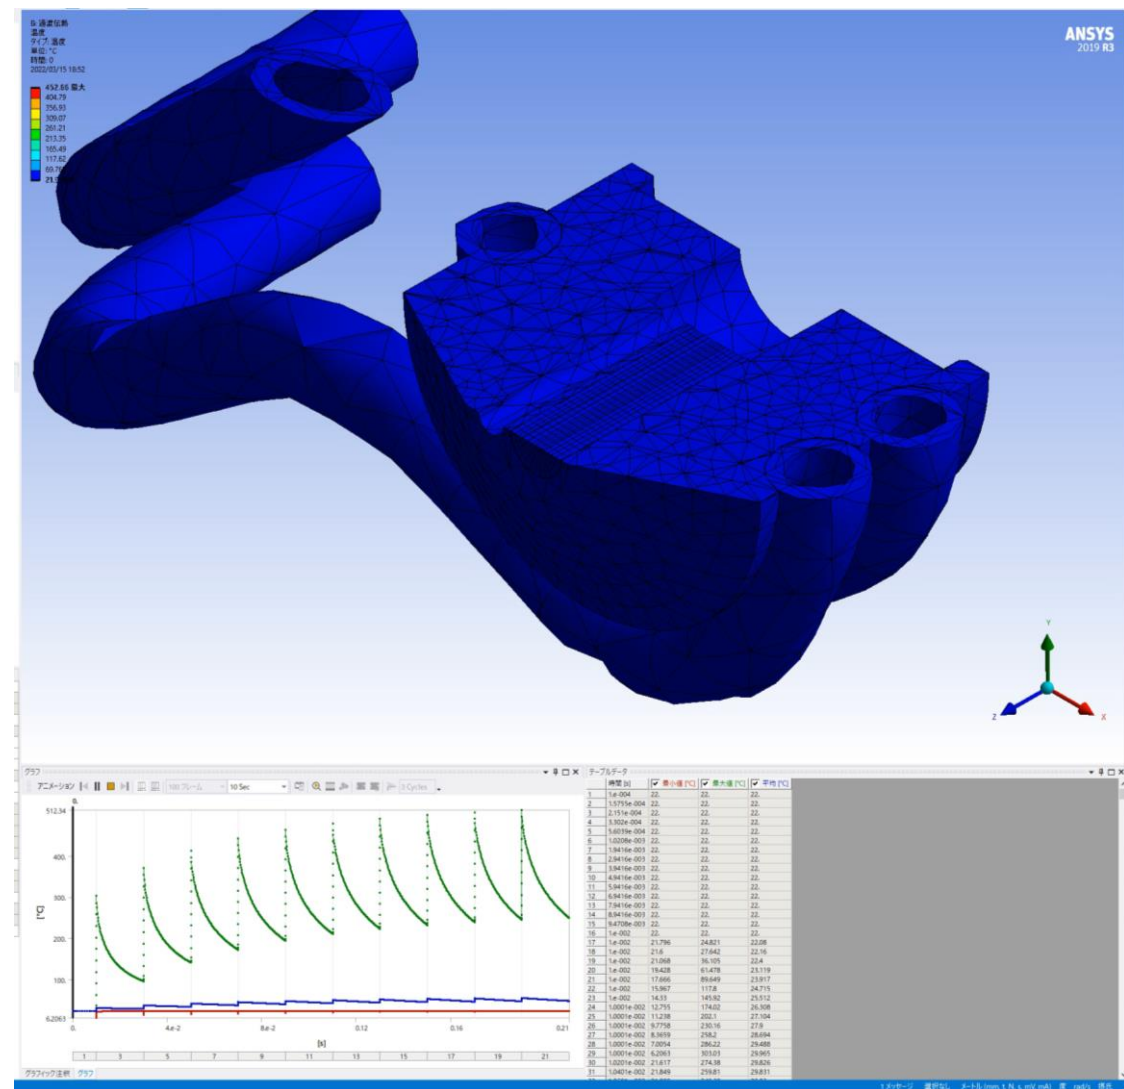 B: 過渡伝熱
温度
タイプ: 温度
単位: °C
時間: 0
2022/03/15 18:52
452.66 最大
404.79
356.93
309.07
261.21
213.35
165.49
117.62
ANSYS
2019 R3
Y
Z
X
グラフ
アニメーション
100 フレーム
10 Sec
3 Cycles
0.
512.34
400.
300.
200.
100.
6.2063
[°C]
0. 4.e-2 8.e-2 0.12 0.16 0.21
[s]
1 3 5 7 9 11 13 15 17 19 21
グラフィック注釈 グラフ
テーブルデータ
時間 [s] 最小値 [°C] 最大値 [°C] 平均 [°C]
1 1.e-004 22. 22. 22.
2 1.5755e-004 22. 22. 22.
3 2.151e-004 22. 22. 22.
4 3.302e-004 22. 22. 22.
5 5.6039e-004 22. 22. 22.
6 1.0208e-003 22. 22. 22.
7 1.9416e-003 22. 22. 22.
8 2.9416e-003 22. 22. 22.
9 3.9416e-003 22. 22. 22.
10 4.9416e-003 22. 22. 22.
11 5.9416e-003 22. 22. 22.
12 6.9416e-003 22. 22. 22.
13 7.9416e-003 22. 22. 22.
14 8.9416e-003 22. 22. 22.
15 9.4708e-003 22. 22. 22.
16 1.e-002 22. 22. 22.
17 1.e-002 21.796 24.821 22.08
18 1.e-002 21.6 27.642 22.16
19 1.e-002 21.068 36.105 22.4
20 1.e-002 19.428 61.478 23.119
21 1.e-002 17.666 89.649 23.917
22 1.e-002 15.967 117.8 24.715
23 1.e-002 14.33 145.92 25.512
24 1.0001e-002 12.755 174.02 26.308
25 1.0001e-002 11.238 202.1 27.104
26 1.0001e-002 9.7758 230.16 27.9
27 1.0001e-002 8.3659 258.2 28.694
28 1.0001e-002 7.0054 286.22 29.488
29 1.0001e-002 6.2063 303.03 29.965
30 1.0201e-002 21.617 274.38 29.826
31 1.0401e-002 21.849 259.81 29.831
1 メッセージ 選択なし メートル (mm, t, N, s, mV, mA) 度 rad/s 摂氏